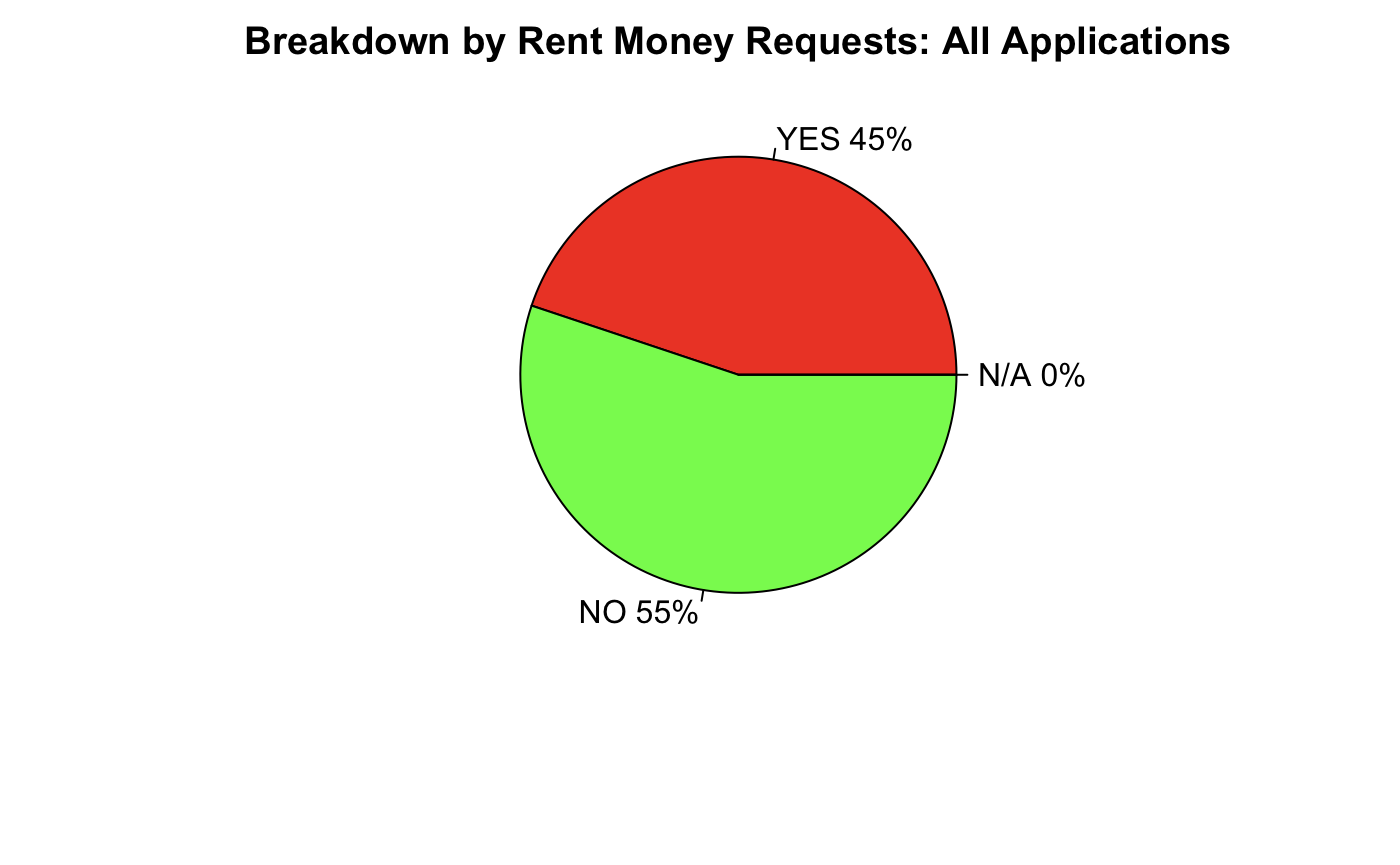 Breakdown by Rent Money Requests: All Applications
YES 45%
N/A 0%
NO 55%